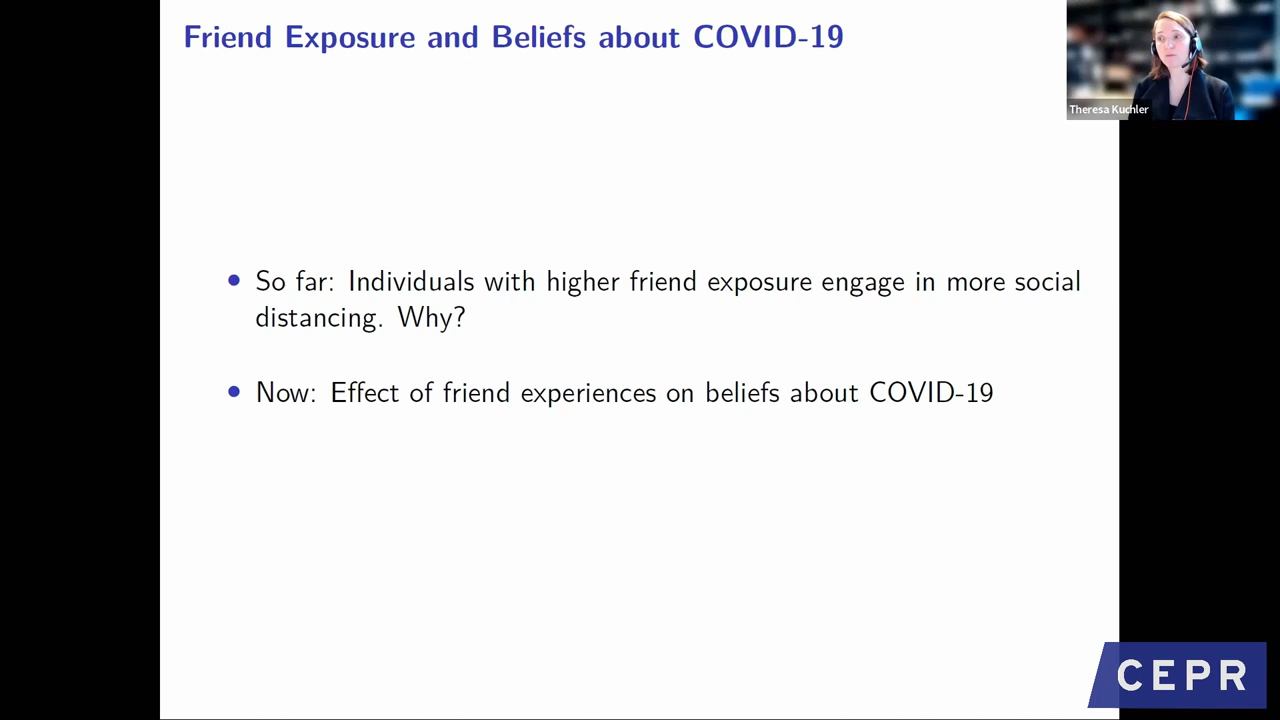 Friend Exposure and Beliefs about COVID-19
Theresa Kuchler
• So far: Individuals with higher friend exposure engage in more social
distancing. Why?
• Now: Effect of friend experiences on beliefs about COVID-19
CEPR